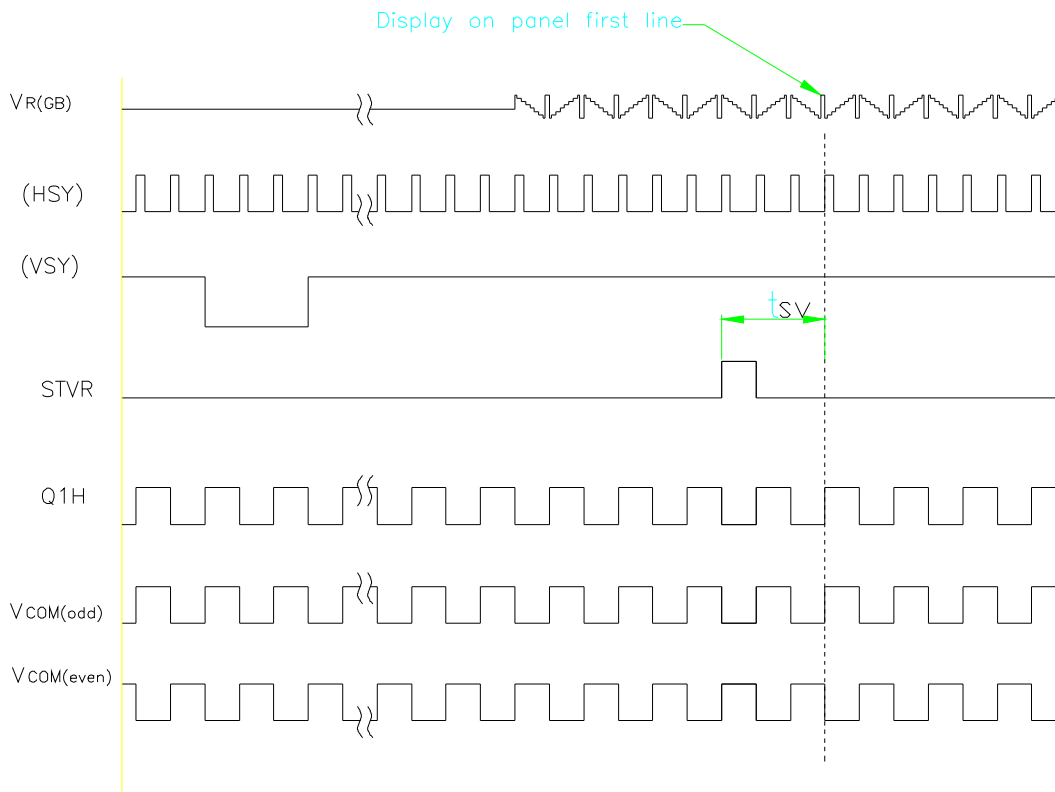 Display on panel first line
VR(GB)
(HSY)
(VSY)
tsv
STVR
Q1H
VCOM(odd)
VCOM(even)